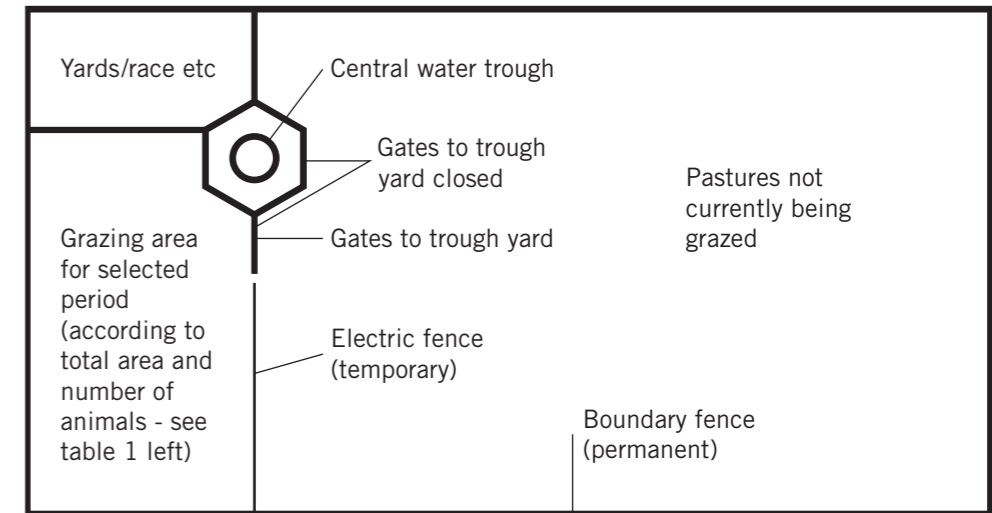 Yards/race etc
Central water trough
Gates to trough
yard closed
Pastures not
currently being
grazed
Gates to trough yard
Grazing area
for selected
period
(according to
total area and
number of
animals - see
table 1 left)
Electric fence
(temporary)
Boundary fence
(permanent)